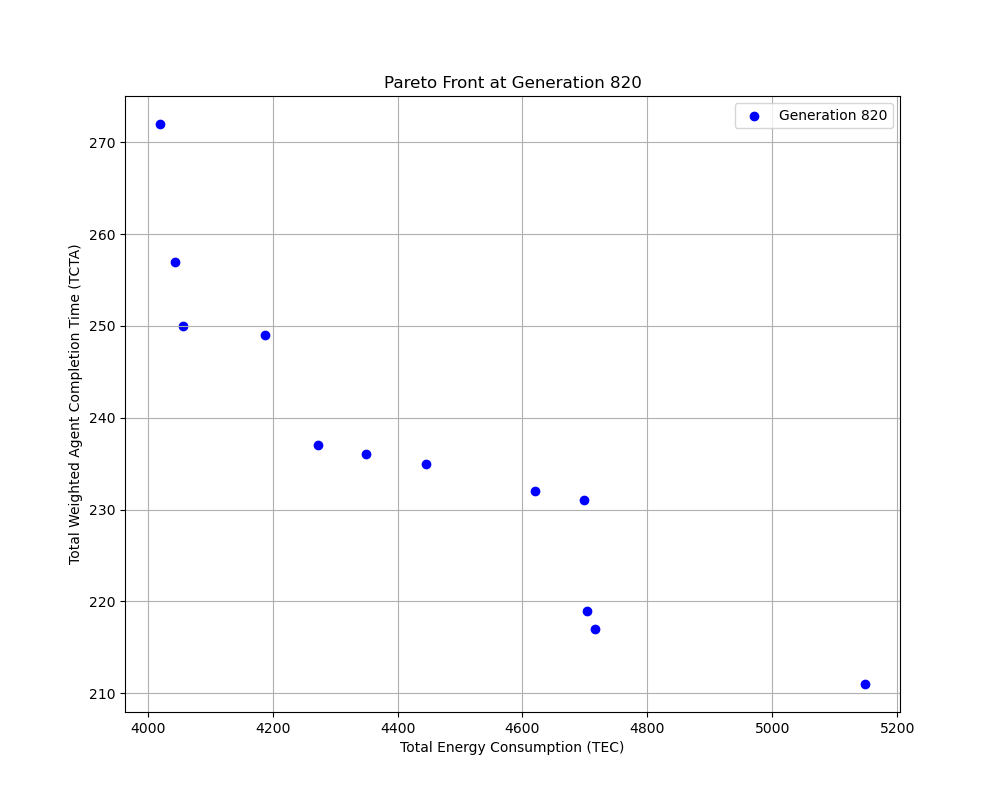 Pareto Front at Generation 820
Generation 820
270
260
250
240
230
220
210
Total Weighted Agent Completion Time (TCTA)
4000 4200 4400 4600 4800 5000 5200
Total Energy Consumption (TEC)